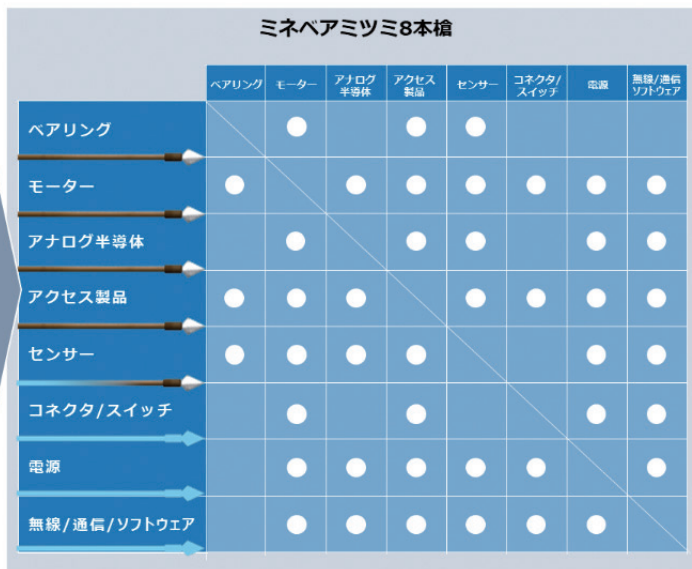 ミネベアミツミ8本槍
ベアリング
モーター
アナログ
半導体
アクセス
製品
センサー
コネクタ/
スイッチ
電源
無線/通信
ソフトウェア
ベアリング
モーター
アナログ半導体
アクセス製品
センサー
コネクタ/スイッチ
電源
無線/通信/ソフトウェア